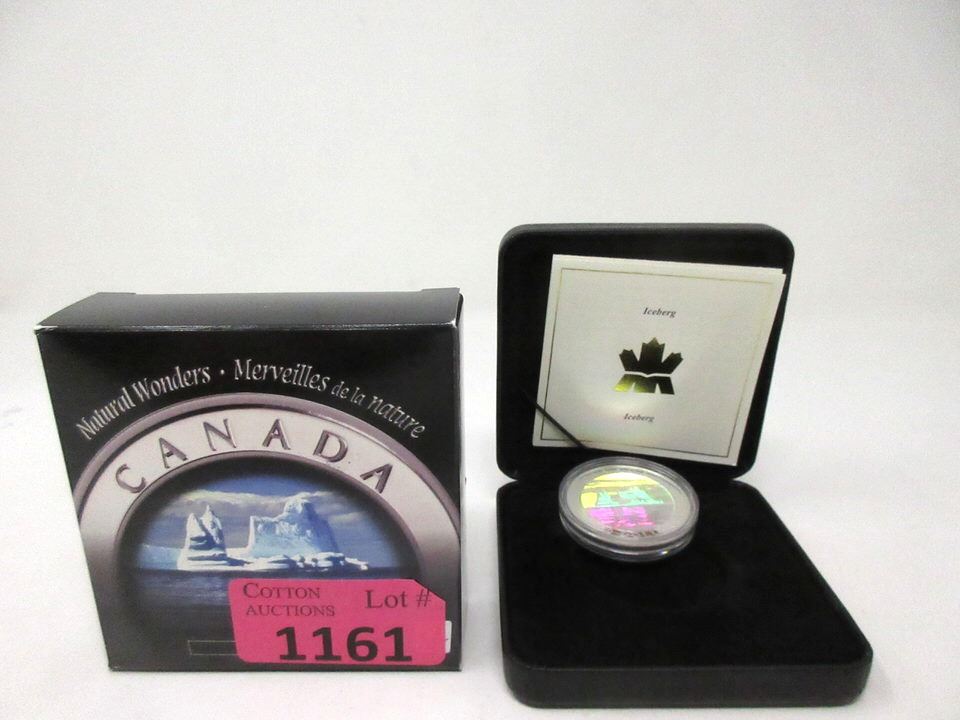 Natural Wonders · Merveilles de la nature
CANADA
COTTON
AUCTIONS
Lot #
1161
Iceberg
Iceberg